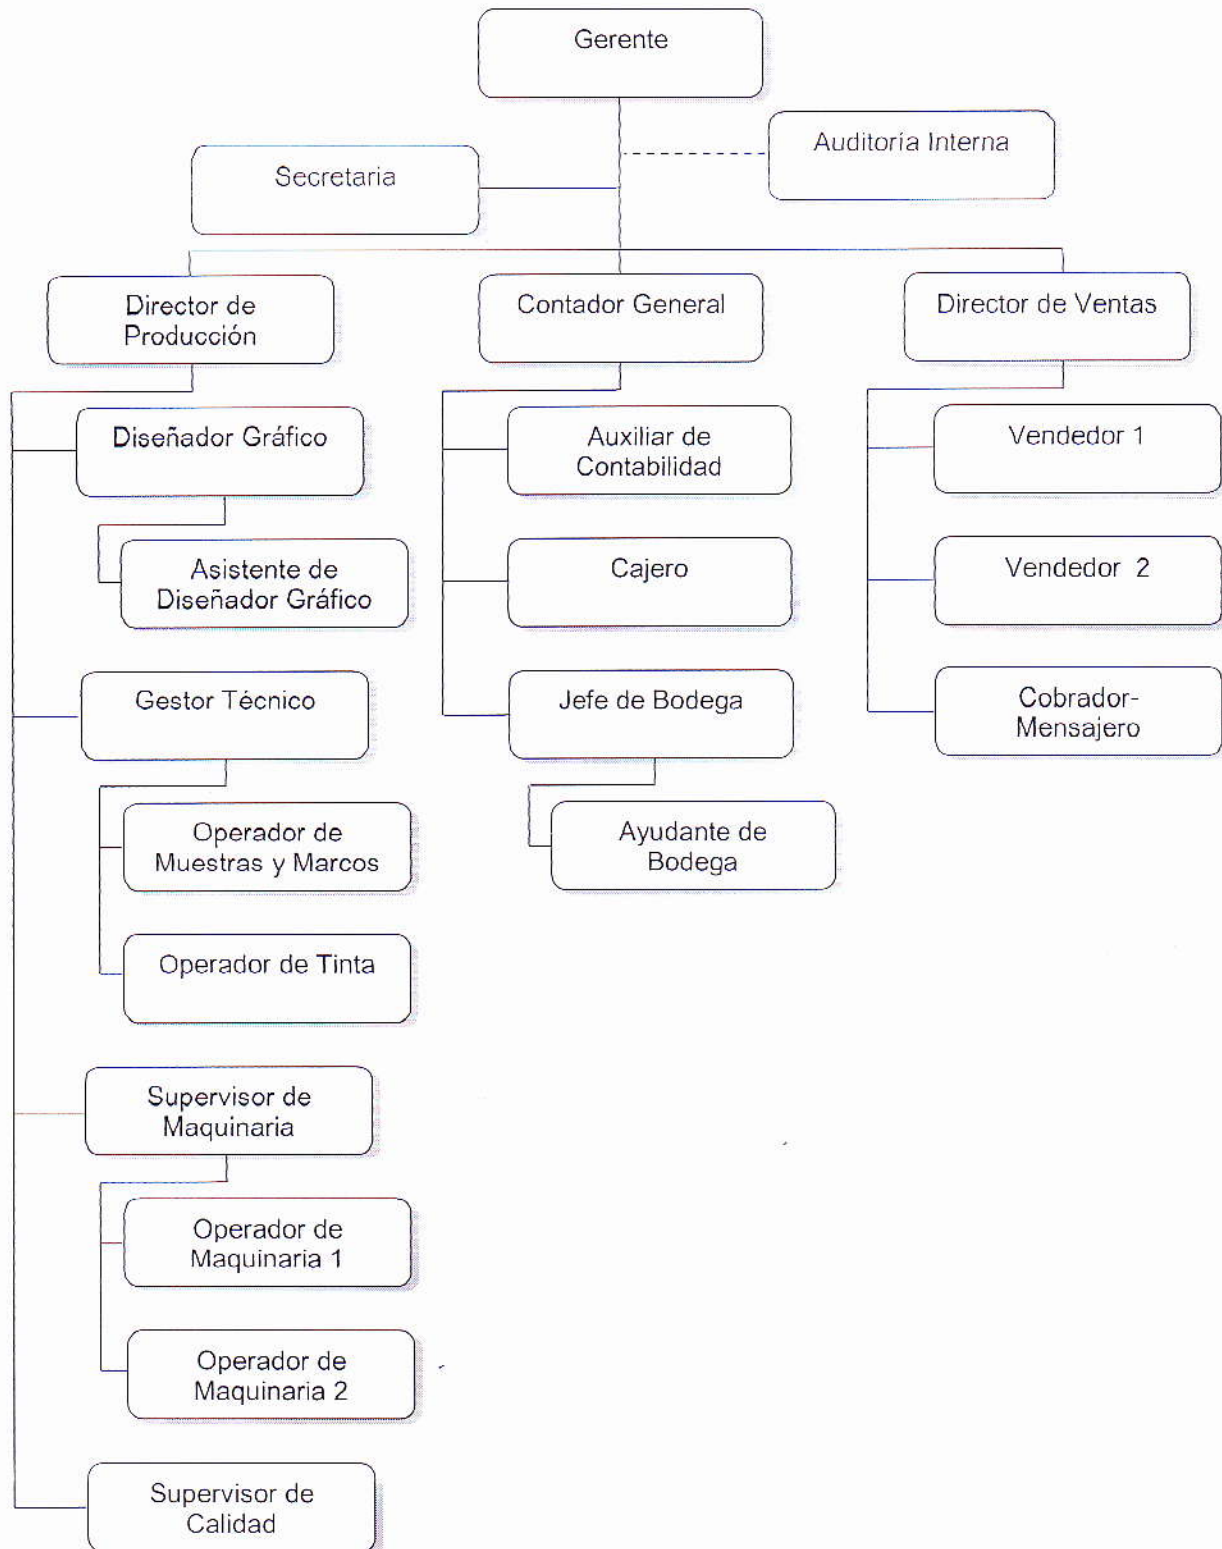 Gerente
Auditoría Interna
Secretaria
Director de
Producción
Contador General
Director de Ventas
Diseñador Gráfico
Auxiliar de
Contabilidad
Vendedor 1
Asistente de
Diseñador Gráfico
Cajero
Vendedor 2
Gestor Técnico
Jefe de Bodega
Cobrador-
Mensajero
Operador de
Muestras y Marcos
Ayudante de
Bodega
Operador de Tinta
Supervisor de
Maquinaria
Operador de
Maquinaria 1
Operador de
Maquinaria 2
Supervisor de
Calidad